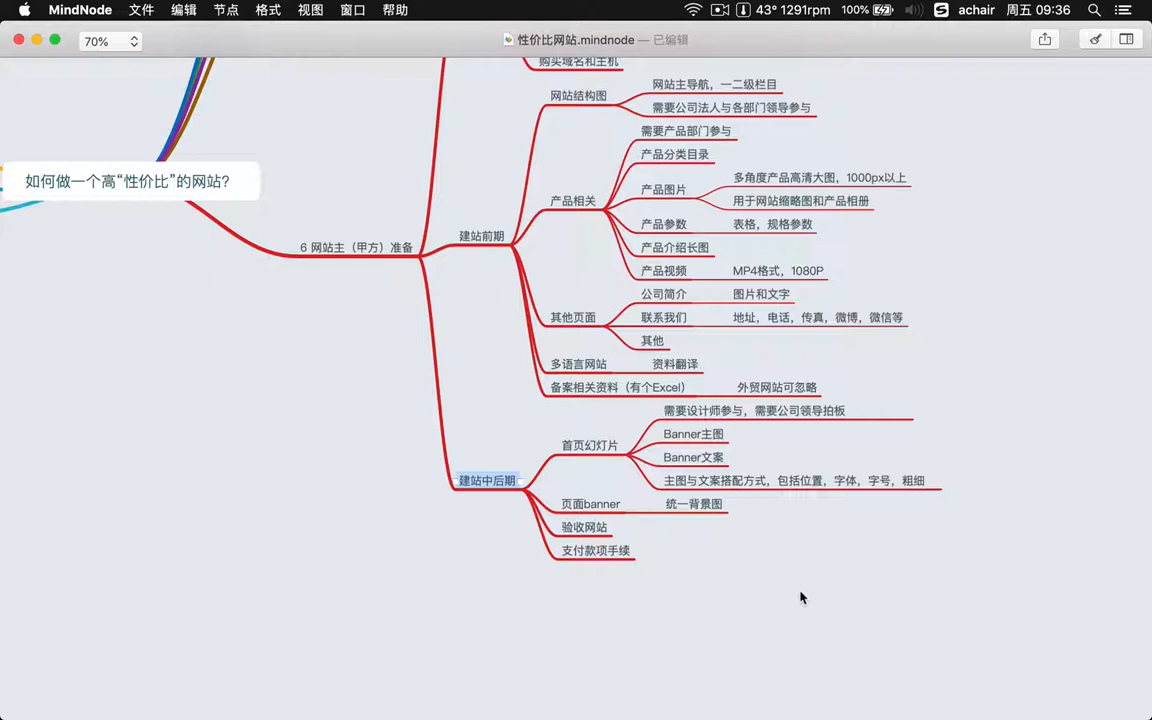 MindNode 文件 编辑 节点 格式 视图 窗口 帮助 43° 1291rpm 100% achair 周五 09:36
70% 性价比网站.mindnode — 已编辑
购买域名和主机
网站结构图
网站主导航，一二级栏目
需要公司法人与各部门领导参与
需要产品部门参与
产品分类目录
如何做一个高“性价比”的网站?
产品相关
产品图片
多角度产品高清大图，1000px以上
用于网站缩略图和产品相册
产品参数 表格，规格参数
6 网站主（甲方）准备
建站前期
产品介绍长图
产品视频 MP4格式，1080P
其他页面
公司简介 图片和文字
联系我们 地址，电话，传真，微博，微信等
其他
多语言网站 资料翻译
备案相关资料（有个Excel） 外贸网站可忽略
需要设计师参与，需要公司领导拍板
首页幻灯片
Banner主图
Banner文案
建站中后期
主图与文案搭配方式，包括位置，字体，字号，粗细
页面banner 统一背景图
验收网站
支付款项手续